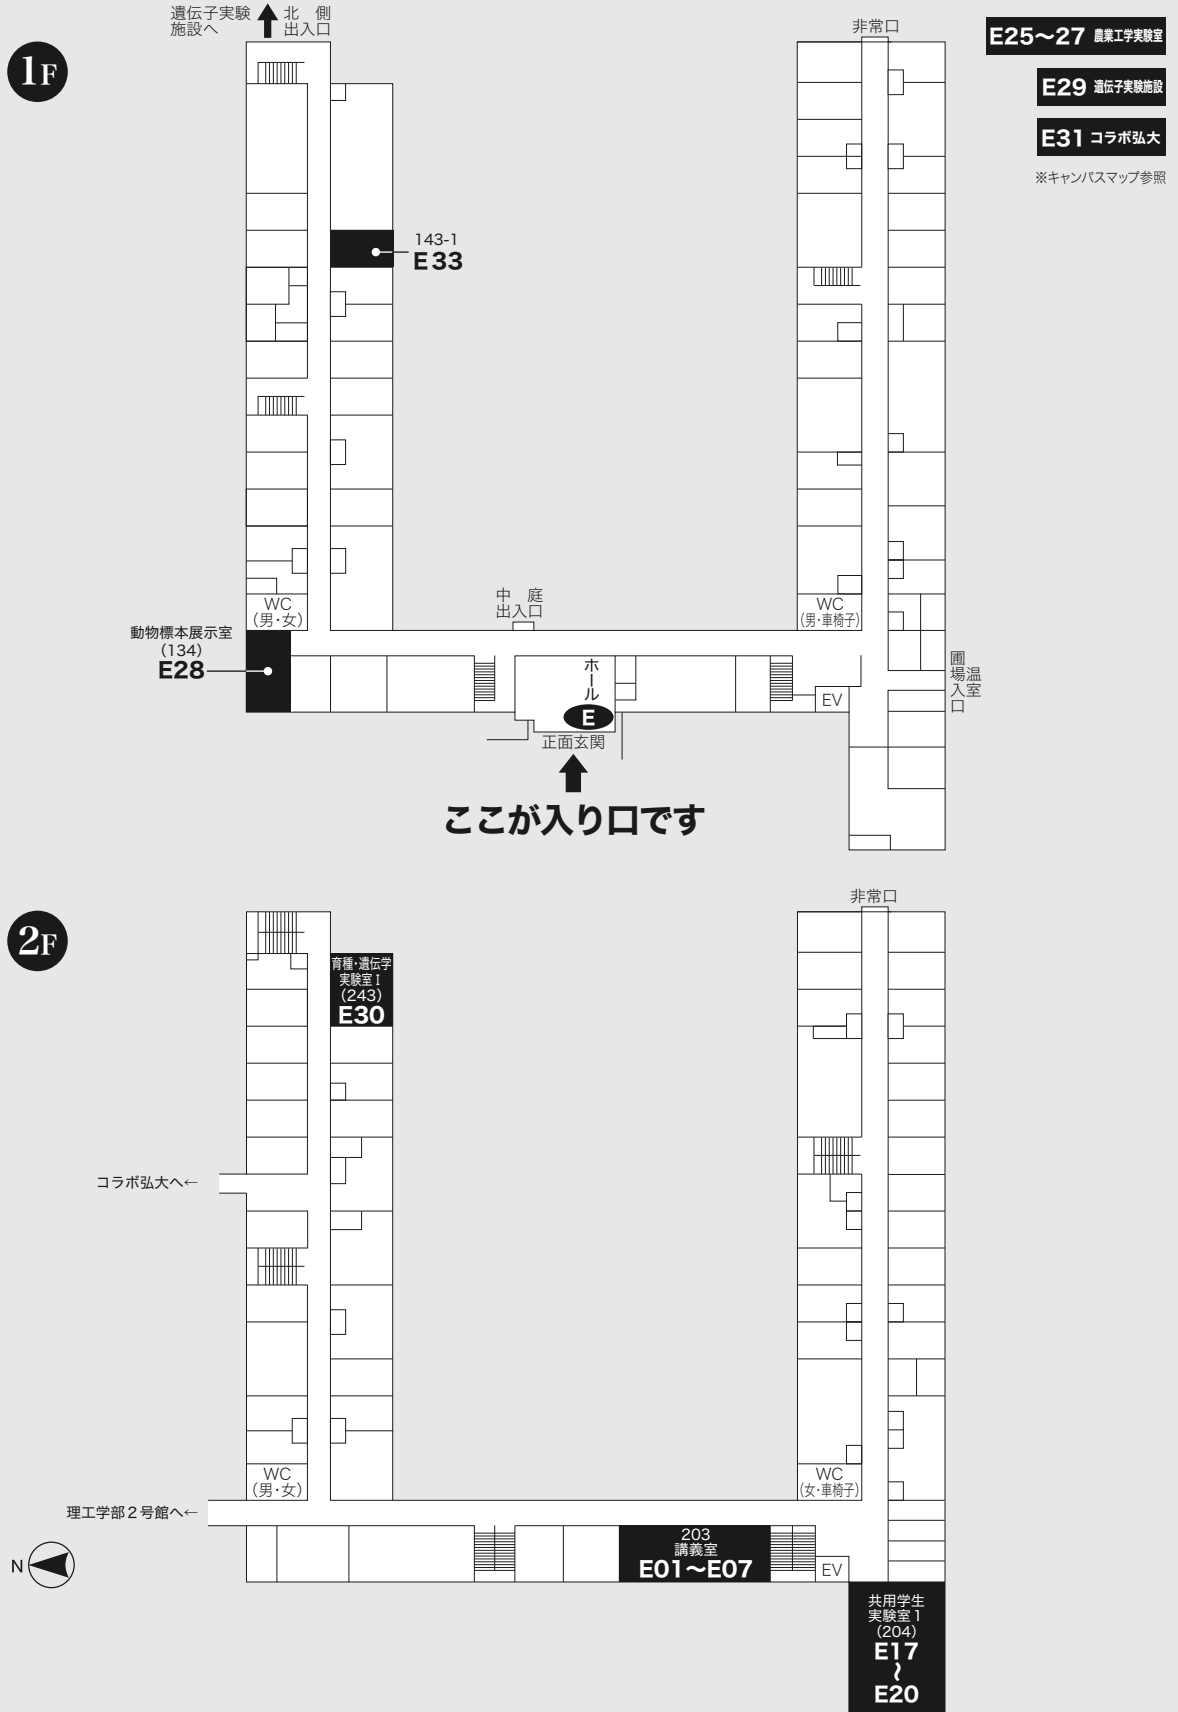 遺伝子実験
施設へ
北　側
出入口
非常口
1F
E25〜27 農業工学実験室
E29 遺伝子実験施設
E31 コラボ弘大
※キャンパスマップ参照
143-1
E33
WC
(男・女)
中　庭
出入口
WC
(男・車椅子)
動物標本展示室
(134)
E28
ホール
E
EV
圃場
温室
入口
正面玄関
ここが入り口です
2F
非常口
育種・遺伝学
実験室Ⅰ
(243)
E30
コラボ弘大へ←
WC
(男・女)
WC
(女・車椅子)
理工学部２号館へ←
N
203
講義室
E01〜E07
EV
共用学生
実験室１
(204)
E17
〜
E20